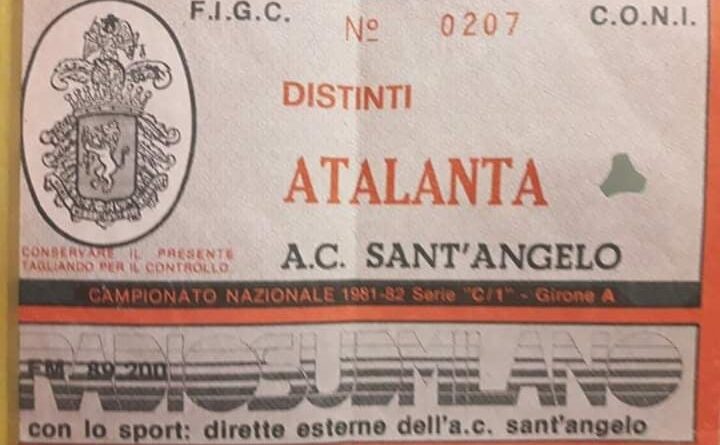 F.I.G.C.
Nº 0207
C.O.N.I.
DISTINTI
ATALANTA
A.C. SANT'ANGELO
CONSERVARE IL PRESENTE
TAGLIANDO PER IL CONTROLLO
CAMPIONATO NAZIONALE 1981-82 Serie "C/1" - Girone A
RADIOSUDMILANO
FM. 89,200
con lo sport: dirette esterne dell'a.c. sant'angelo